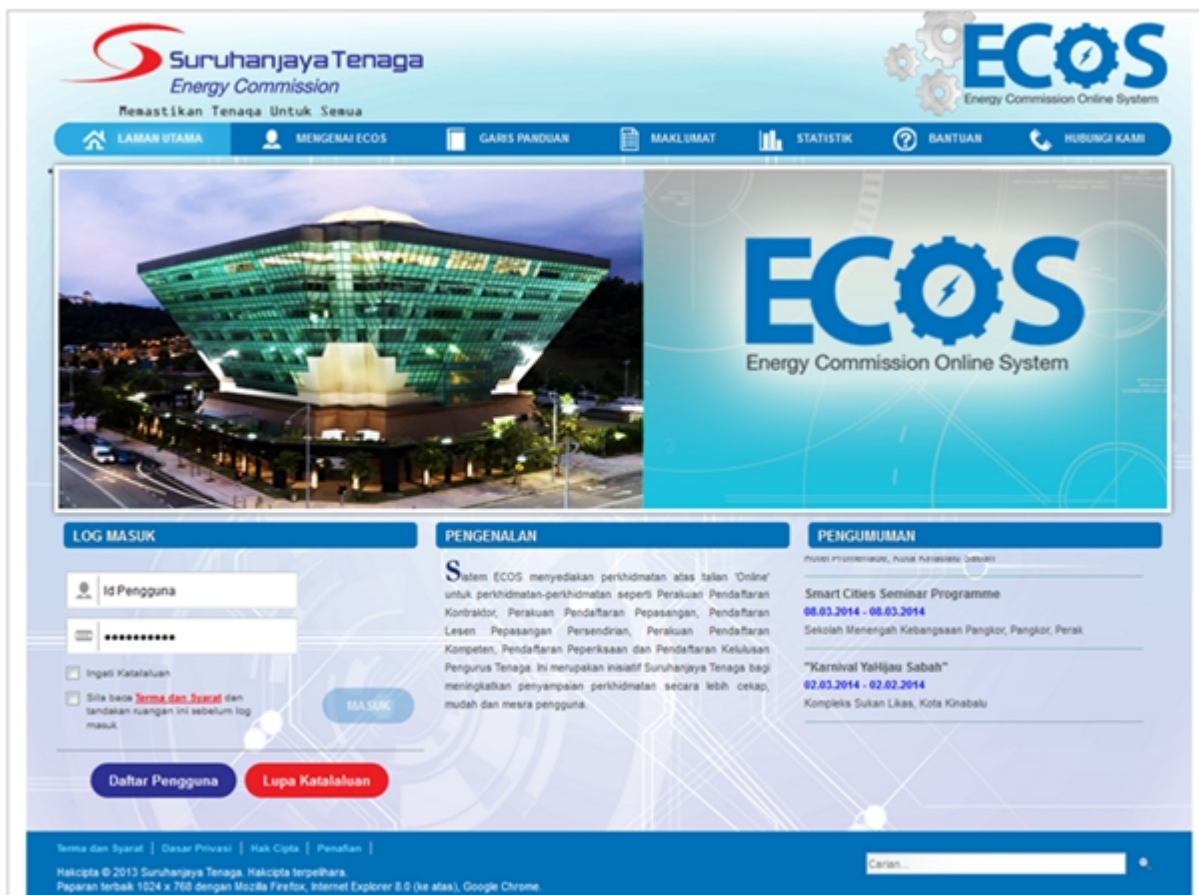 Suruhanjaya Tenaga
Energy Commission
Memastikan Tenaga Untuk Semua
ECOS
Energy Commission Online System
LAMAN UTAMA
MENGENAI ECOS
GARIS PANDUAN
MAKLUMAT
STATISTIK
BANTUAN
HUBUNGI KAMI
ECOS
Energy Commission Online System
LOG MASUK
Id Pengguna
Ingati Katalaluan
Sila baca Terma dan Syarat dan
tandakan ruangan ini sebelum log
masuk.
MASUK
Daftar Pengguna
Lupa Katalaluan
PENGENALAN
Sistem ECOS menyediakan perkhidmatan atas talian 'Online'
untuk perkhidmatan-perkhidmatan seperti Perakuan Pendaftaran
Kontraktor, Perakuan Pendaftaran Pepasangan, Pendaftaran
Lesen Pepasangan Persendirian, Perakuan Pendaftaran
Kompeten, Pendaftaran Peperiksaan dan Pendaftaran Kelulusan
Pengurus Tenaga. Ini merupakan inisiatif Suruhanjaya Tenaga bagi
meningkatkan penyampaian perkhidmatan secara lebih cekap,
mudah dan mesra pengguna.
PENGUMUMAN
Hotel Promenade, Kota Kinabalu Sabah
Smart Cities Seminar Programme
08.03.2014 - 08.03.2014
Sekolah Menengah Kebangsaan Pangkor, Pangkor, Perak
"Karnival YaHijau Sabah"
02.03.2014 - 02.02.2014
Kompleks Sukan Likas, Kota Kinabalu
Terma dan Syarat | Dasar Privasi | Hak Cipta | Penafian |
Hakcipta © 2013 Suruhanjaya Tenaga. Hakcipta terpelihara.
Paparan terbaik 1024 x 768 dengan Mozilla Firefox, Internet Explorer 8.0 (ke atas), Google Chrome.
Carian...